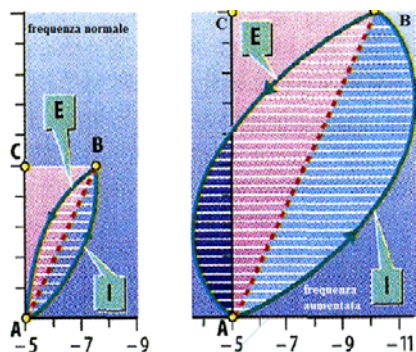 frequenza normale
E
C
B
I
A
-5
-7
-9
C
B
E
I
frequenza
aumentata
A
-5
-7
-9
-11